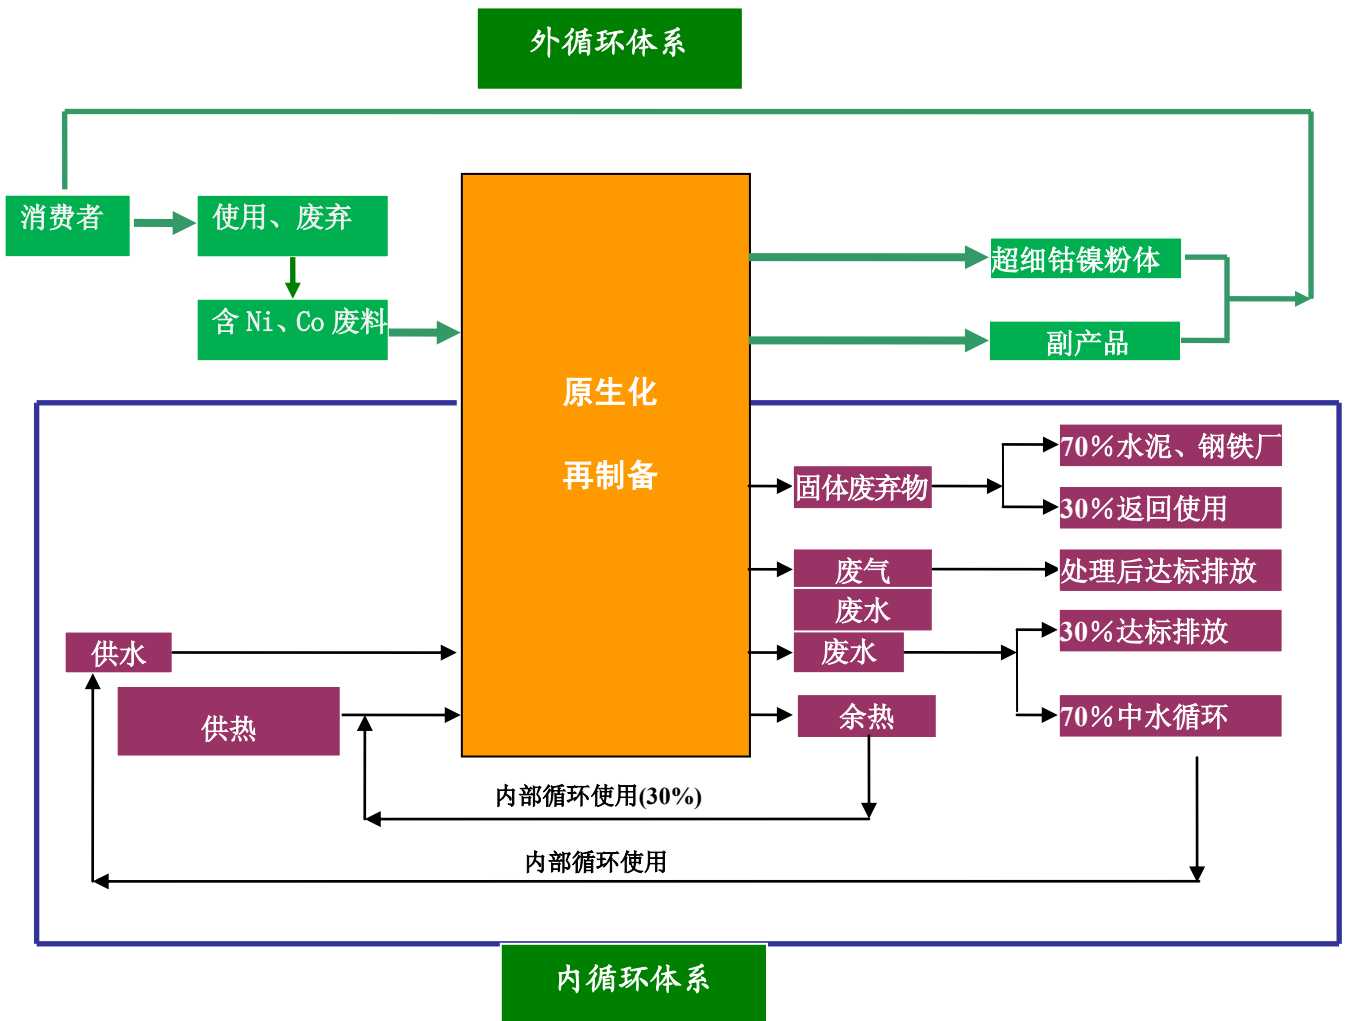 外循环体系
消费者
使用、废弃
含 Ni、Co 废料
原生化
再制备
超细钴镍粉体
副产品
固体废弃物
70%水泥、钢铁厂
30%返回使用
废气
处理后达标排放
废水
废水
30%达标排放
70%中水循环
供水
供热
余热
内部循环使用(30%)
内部循环使用
内循环体系